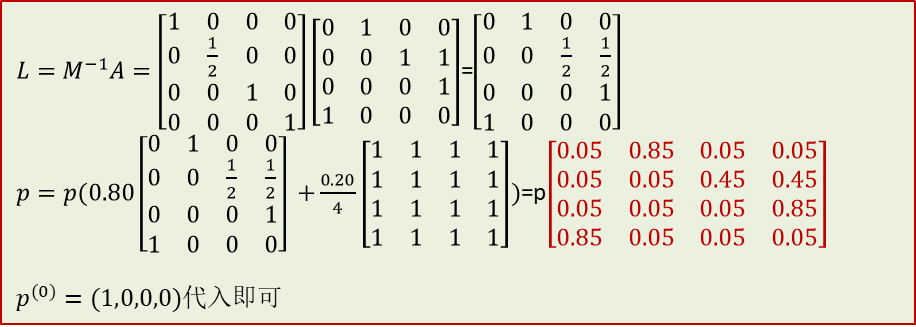 L = M⁻¹A = [1 0 0 0; 0 1/2 0 0; 0 0 1 0; 0 0 0 1] [0 1 0 0; 0 0 1 1; 0 0 0 1; 1 0 0 0] = [0 1 0 0; 0 0 1/2 1/2; 0 0 0 1; 1 0 0 0]
p = p(0.80 [0 1 0 0; 0 0 1/2 1/2; 0 0 0 1; 1 0 0 0] + 0.20/4 [1 1 1 1; 1 1 1 1; 1 1 1 1; 1 1 1 1])=p [0.05 0.85 0.05 0.05; 0.05 0.05 0.45 0.45; 0.05 0.05 0.05 0.85; 0.85 0.05 0.05 0.05]
p⁽⁰⁾ = (1,0,0,0)代入即可